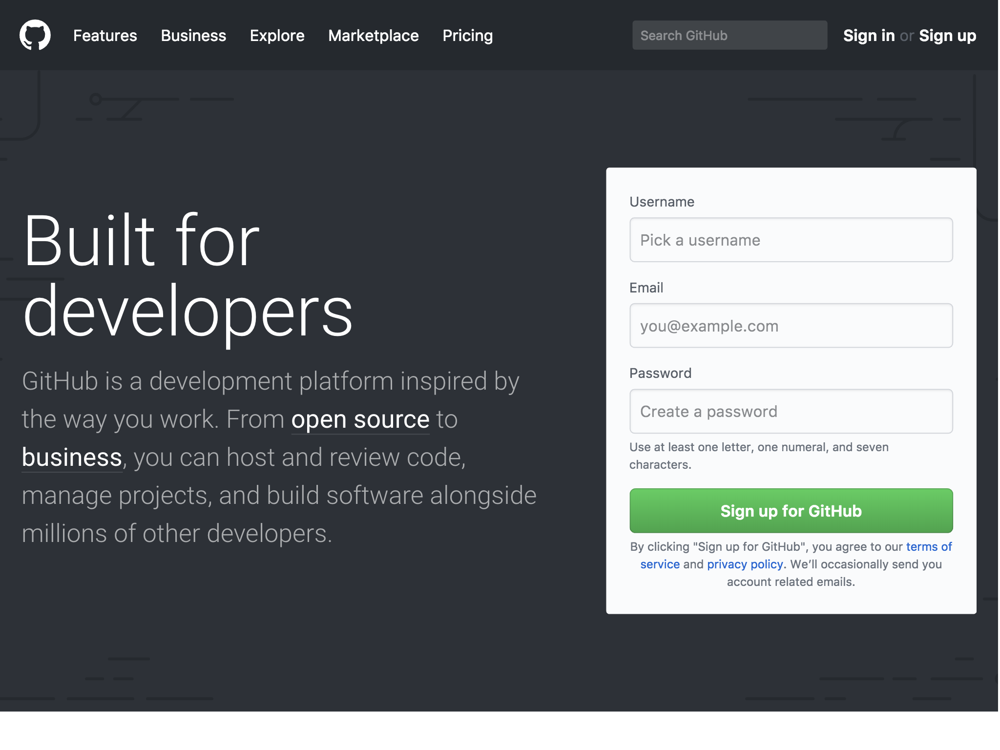 Features Business Explore Marketplace Pricing Search GitHub Sign in or Sign up
Built for
developers
GitHub is a development platform inspired by
the way you work. From open source to
business, you can host and review code,
manage projects, and build software alongside
millions of other developers.
Username
Pick a username
Email
you@example.com
Password
Create a password
Use at least one letter, one numeral, and seven
characters.
Sign up for GitHub
By clicking "Sign up for GitHub", you agree to our terms of
service and privacy policy. We’ll occasionally send you
account related emails.